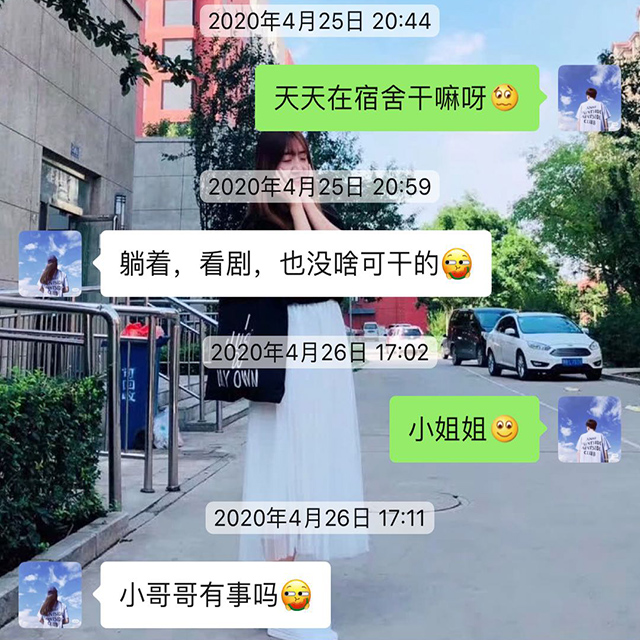 2020年4月25日 20:44
天天在宿舍干嘛呀
2020年4月25日 20:59
躺着，看剧，也没啥可干的
2020年4月26日 17:02
MY OWN
小姐姐
2020年4月26日 17:11
小哥哥有事吗